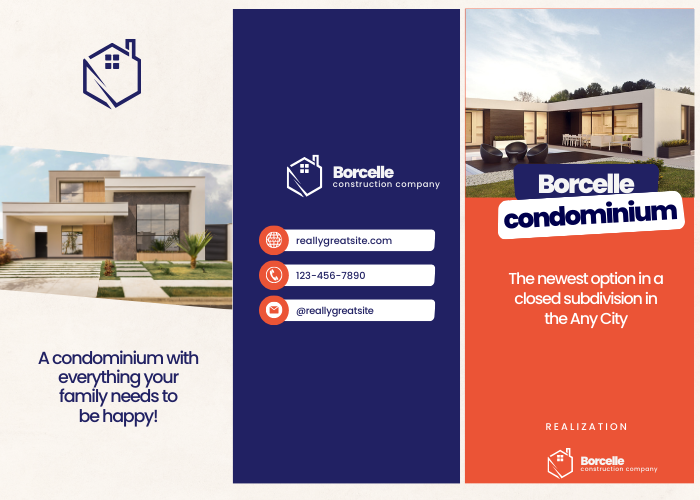 A condominium with
everything your
family needs to
be happy!
Borcelle
construction company
reallygreatsite.com
123-456-7890
@reallygreatsite
Borcelle
condominium
The newest option in a
closed subdivision in
the Any City
REALIZATION
Borcelle
construction company